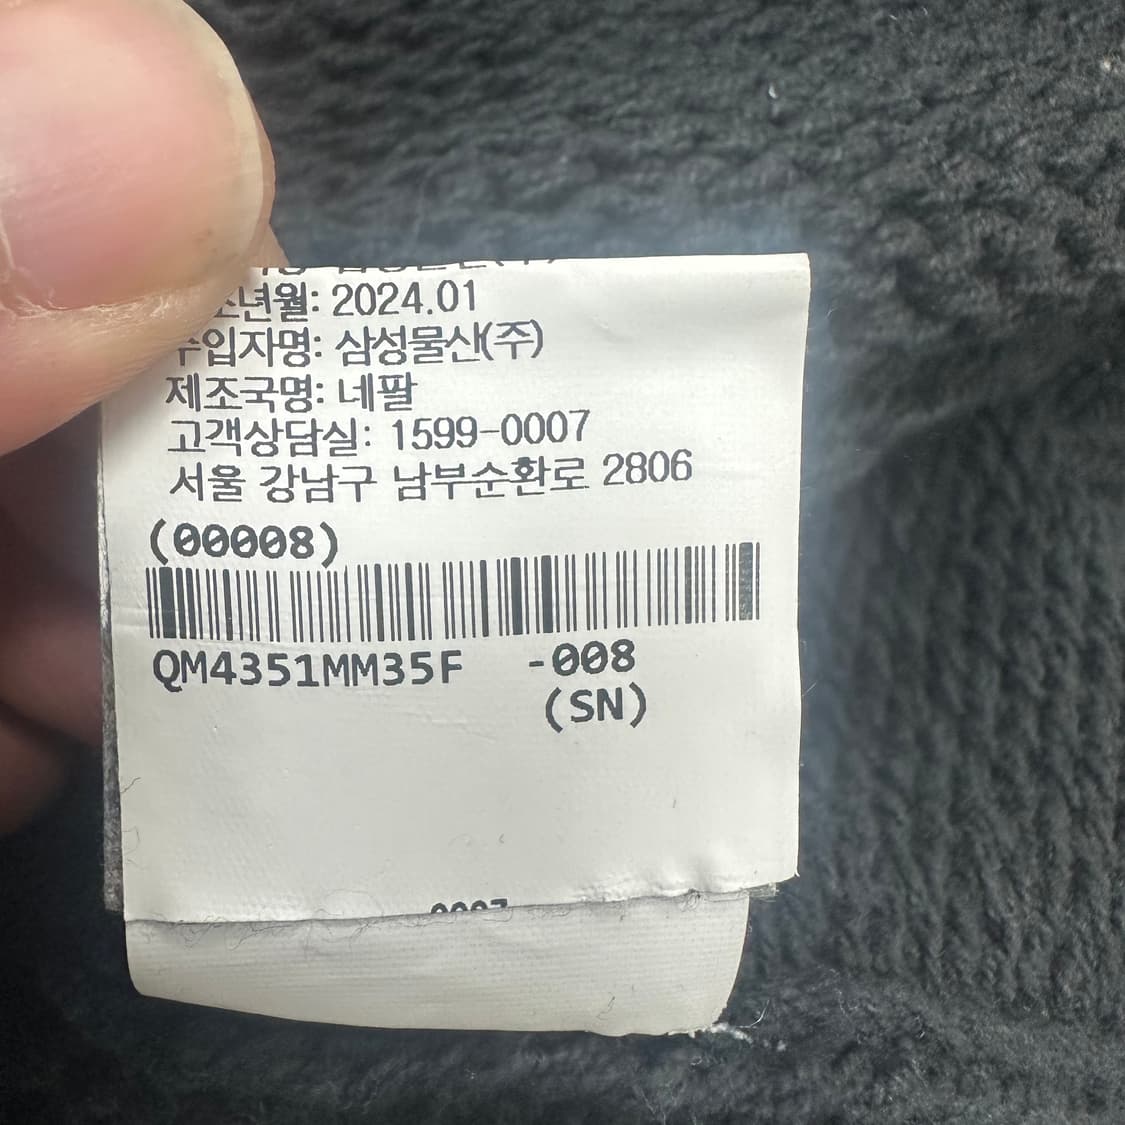 조년월: 2024.01
수입자명: 삼성물산(주)
제조국명: 네팔
고객상담실: 1599-0007
서울 강남구 남부순환로 2806
(00008)
QM4351MM35F -008
(SN)